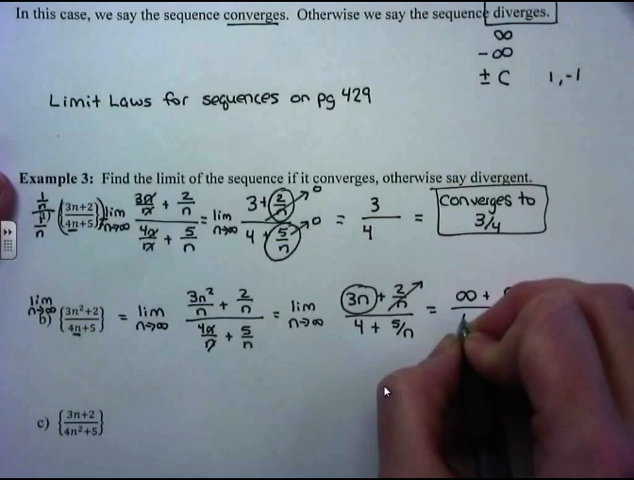 In this case, we say the sequence converges. Otherwise we say the sequence diverges.
∞
-∞
± C 1, -1
Limit Laws for sequences on pg 429
Example 3: Find the limit of the sequence if it converges, otherwise say divergent.
{(3n+2)/(4n+5)} lim n→∞ (3n/n + 2/n)/(4n/n + 5/n) = lim n→∞ (3 + 2/n → 0)/(4 + 5/n → 0) = 3/4 = Converges to 3/4
lim n→∞ b) {(3n²+2)/(4n+5)} = lim n→∞ (3n²/n + 2/n)/(4n/n + 5/n) = lim n→∞ (3n + 2/n)/(4 + 5/n) = ∞ +
c) {(3n+2)/(4n²+5)}